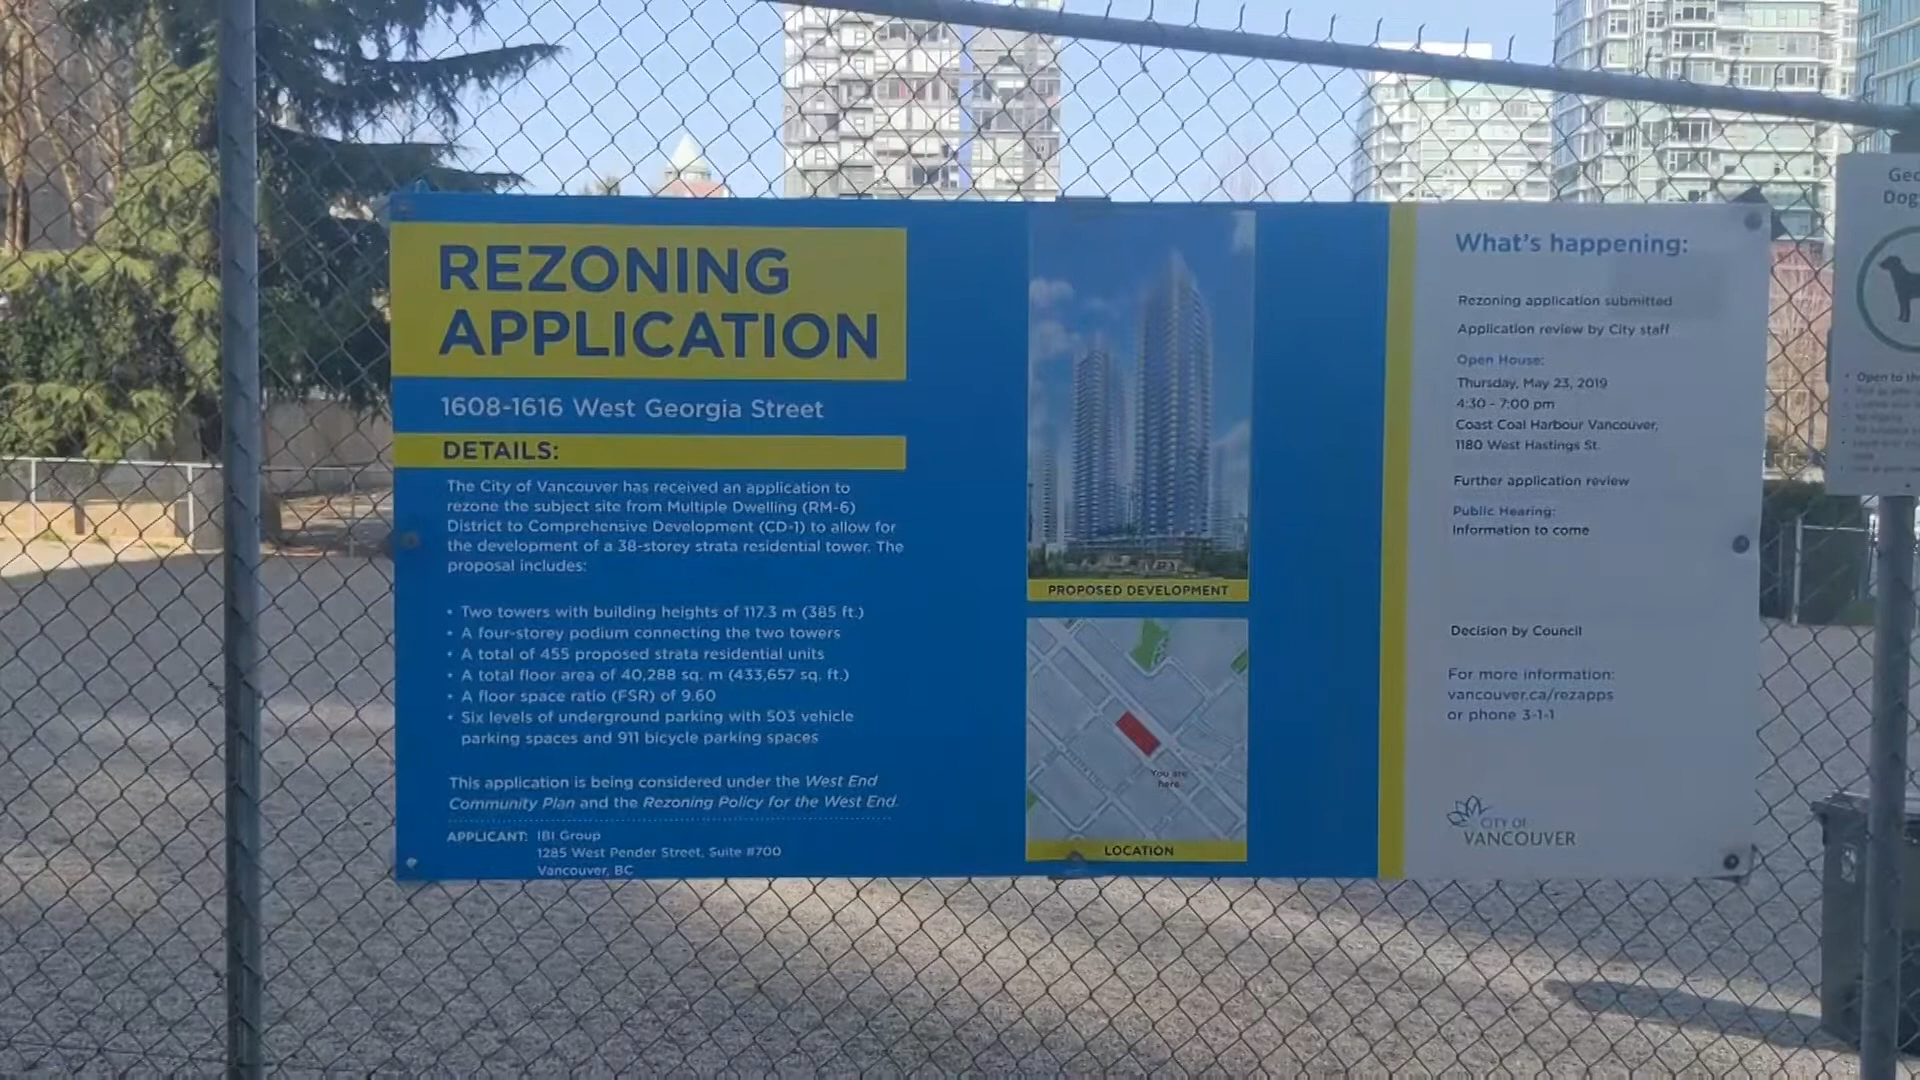 REZONING
APPLICATION
1608-1616 West Georgia Street
DETAILS:
The City of Vancouver has received an application to
rezone the subject site from Multiple Dwelling (RM-6)
District to Comprehensive Development (CD-1) to allow for
the development of a 38-storey strata residential tower. The
proposal includes:
• Two towers with building heights of 117.3 m (385 ft.)
• A four-storey podium connecting the two towers
• A total of 455 proposed strata residential units
• A total floor area of 40,288 sq. m (433,657 sq. ft.)
• A floor space ratio (FSR) of 9.60
• Six levels of underground parking with 503 vehicle
parking spaces and 911 bicycle parking spaces
This application is being considered under the West End
Community Plan and the Rezoning Policy for the West End.
APPLICANT: IBI Group
1285 West Pender Street, Suite #700
Vancouver, BC
PROPOSED DEVELOPMENT
You are
here
LOCATION
What's happening:
Rezoning application submitted
Application review by City staff
Open House:
Thursday, May 23, 2019
4:30 - 7:00 pm
Coast Coal Harbour Vancouver,
1180 West Hastings St.
Further application review
Public Hearing:
Information to come
Decision by Council
For more information:
vancouver.ca/rezapps
or phone 3-1-1
CITY OF
VANCOUVER
Geo
Dog
• Open to th